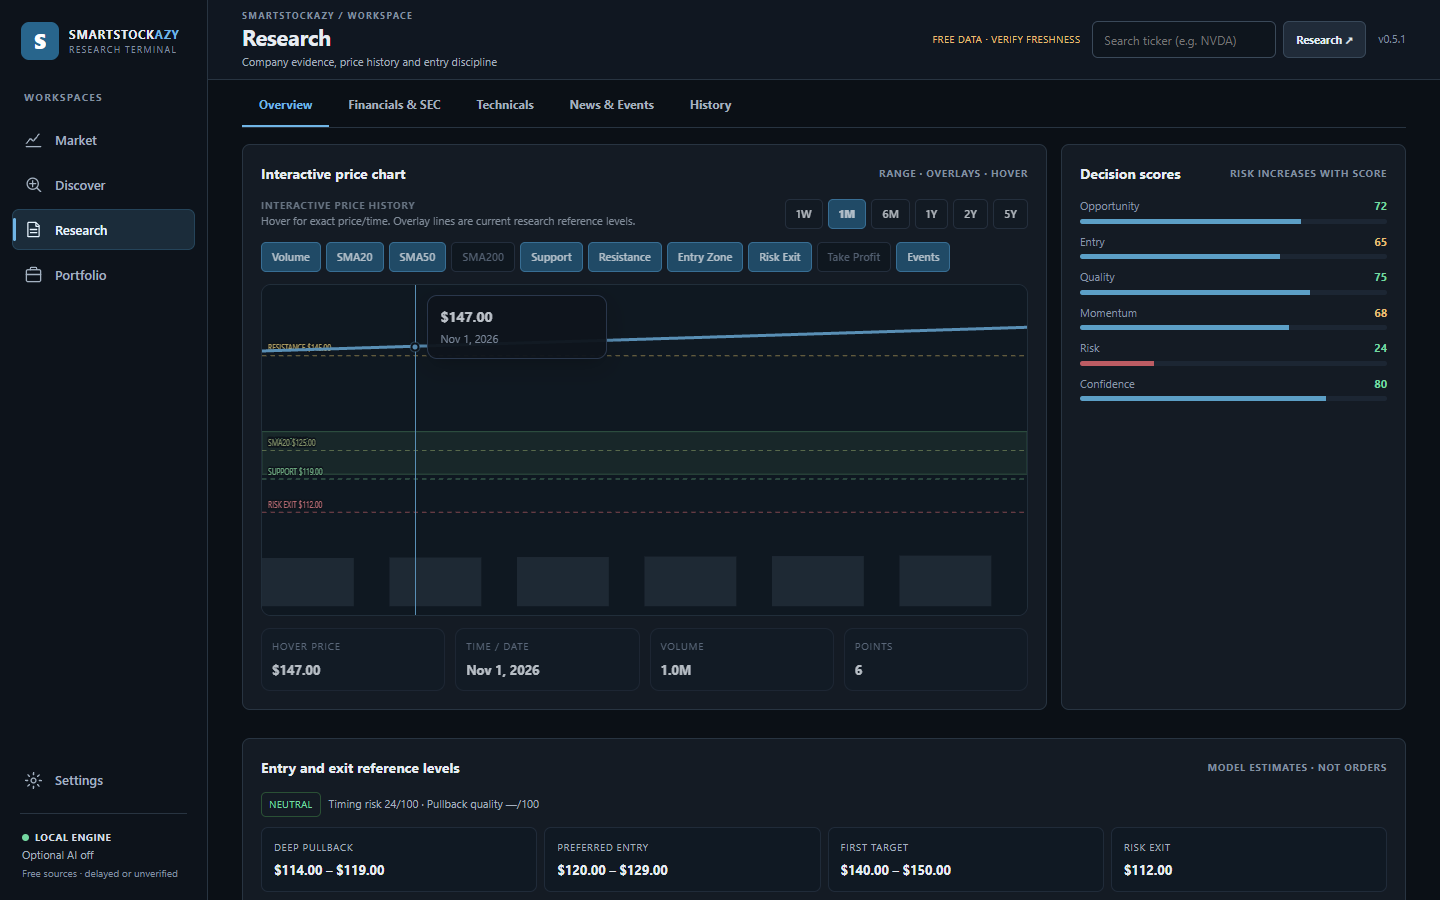 S
SMARTSTOCKAZY
RESEARCH TERMINAL
WORKSPACES
Market
Discover
Research
Portfolio
Settings
LOCAL ENGINE
Optional AI off
Free sources · delayed or unverified
SMARTSTOCKAZY / WORKSPACE
Research
Company evidence, price history and entry discipline
FREE DATA · VERIFY FRESHNESS
Search ticker (e.g. NVDA)
Research ↗
v0.5.1
Overview
Financials & SEC
Technicals
News & Events
History
Interactive price chart
RANGE · OVERLAYS · HOVER
INTERACTIVE PRICE HISTORY
Hover for exact price/time. Overlay lines are current research reference levels.
1W
1M
6M
1Y
2Y
5Y
Volume
SMA20
SMA50
SMA200
Support
Resistance
Entry Zone
Risk Exit
Take Profit
Events
$147.00
Nov 1, 2026
RESISTANCE $145.00
SMA20 $125.00
SUPPORT $119.00
RISK EXIT $112.00
HOVER PRICE
$147.00
TIME / DATE
Nov 1, 2026
VOLUME
1.0M
POINTS
6
Decision scores
RISK INCREASES WITH SCORE
Opportunity 72
Entry 65
Quality 75
Momentum 68
Risk 24
Confidence 80
Entry and exit reference levels
MODEL ESTIMATES · NOT ORDERS
NEUTRAL
Timing risk 24/100 · Pullback quality —/100
DEEP PULLBACK
$114.00 – $119.00
PREFERRED ENTRY
$120.00 – $129.00
FIRST TARGET
$140.00 – $150.00
RISK EXIT
$112.00